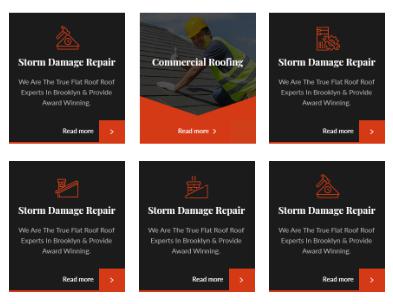 Storm Damage Repair
We Are The True Flat Roof Roof
Experts In Brooklyn & Provide
Award Winning.
Read more >
Commercial Roofing
Read more >
Storm Damage Repair
We Are The True Flat Roof Roof
Experts In Brooklyn & Provide
Award Winning.
Read more >
Storm Damage Repair
We Are The True Flat Roof Roof
Experts In Brooklyn & Provide
Award Winning.
Read more >
Storm Damage Repair
We Are The True Flat Roof Roof
Experts In Brooklyn & Provide
Award Winning.
Read more >
Storm Damage Repair
We Are The True Flat Roof Roof
Experts In Brooklyn & Provide
Award Winning.
Read more >